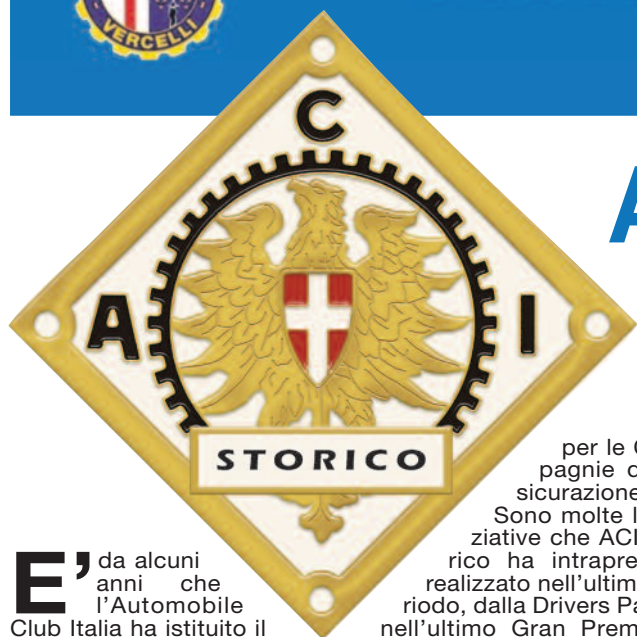 VERCELLI
A
C
A I
STORICO
E' da alcuni
anni che
l'Automobile
Club Italia ha istituito il
per le C
pagnie d
sicurazione
Sono molte l
ziative che ACI
rico ha intrapre
realizzato nell'ultim
riodo, dalla Drivers Pa
nell'ultimo Gran Prem